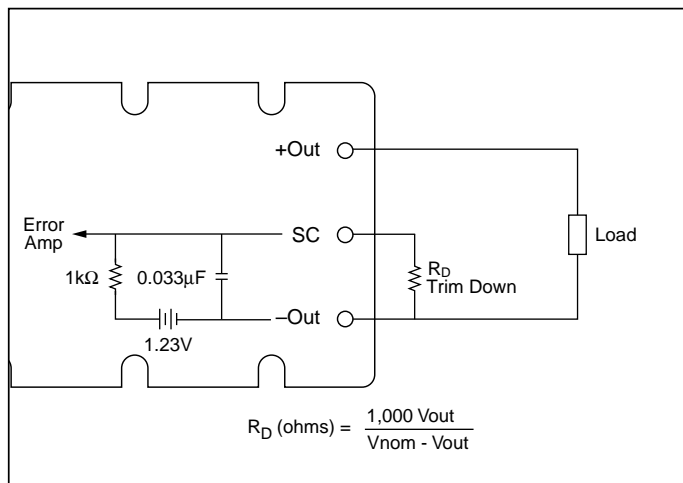 +Out
Error
Amp
SC
Load
1kΩ
0.033µF
RD
Trim Down
–Out
1.23V
RD (ohms) = 1,000 Vout
Vnom - Vout